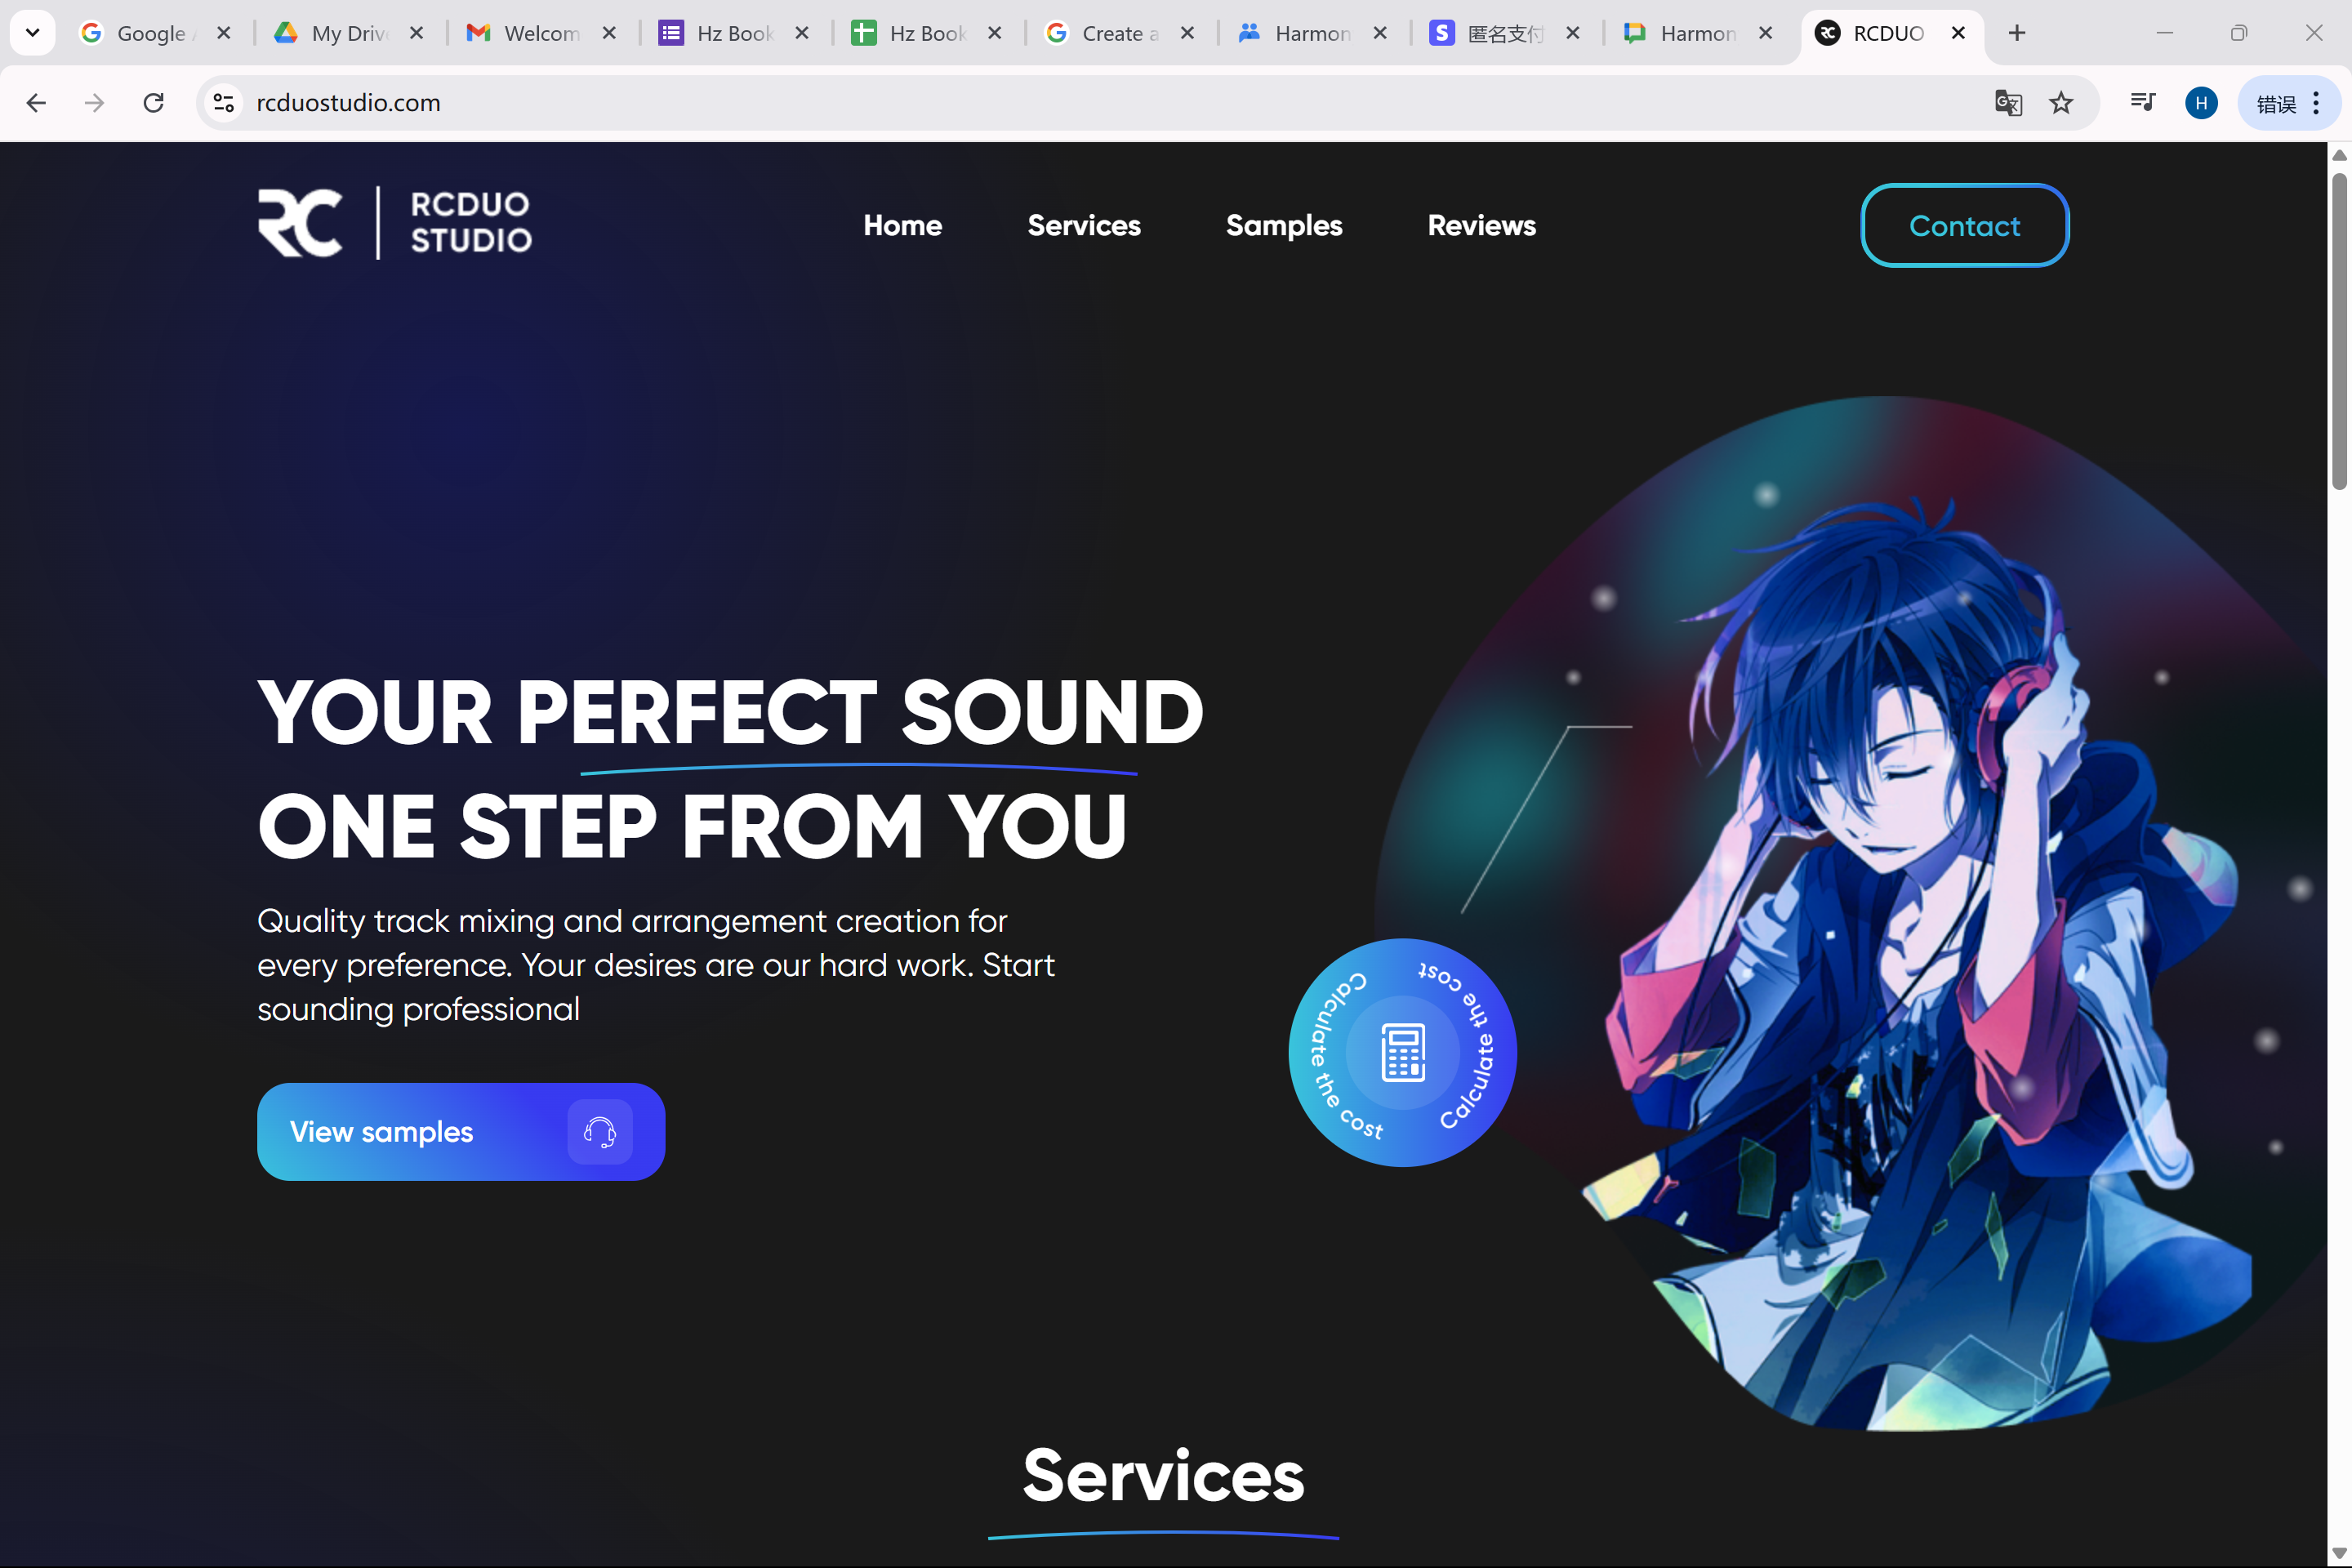 Google
My Driv
Welcom
Hz Book
Hz Book
Create a
Harmon
S
匿名支付
Harmon
RC
RCDUO
rcduostudio.com
H
错误
RC
RCDUO
STUDIO
Home
Services
Samples
Reviews
Contact
YOUR PERFECT SOUND
ONE STEP FROM YOU
Quality track mixing and arrangement creation for
every preference. Your desires are our hard work. Start
sounding professional
Calculate the cost
Calculate the cost
View samples
Services